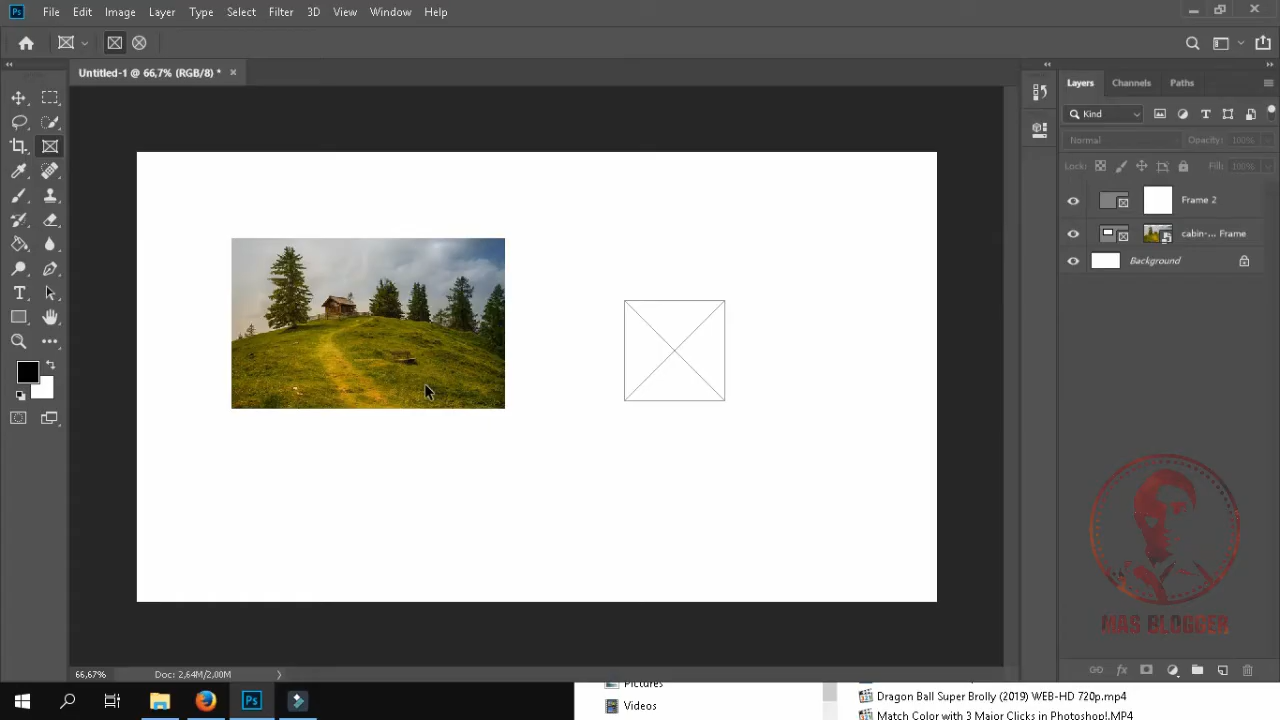 Ps File Edit Image Layer Type Select Filter 3D View Window Help
Untitled-1 @ 66,7% (RGB/8) * ×
Layers Channels Paths
Kind
Normal Opacity: 100%
Lock: Fill: 100%
Frame 2
cabin-... Frame
Background
MAS BLOGGER
66,67% Doc: 2,64M/2,00M
Ps
Pictures
Videos
Dragon Ball Super Brolly (2019) WEB-HD 720p.mp4
Match Color with 3 Major Clicks in Photoshop!.MP4